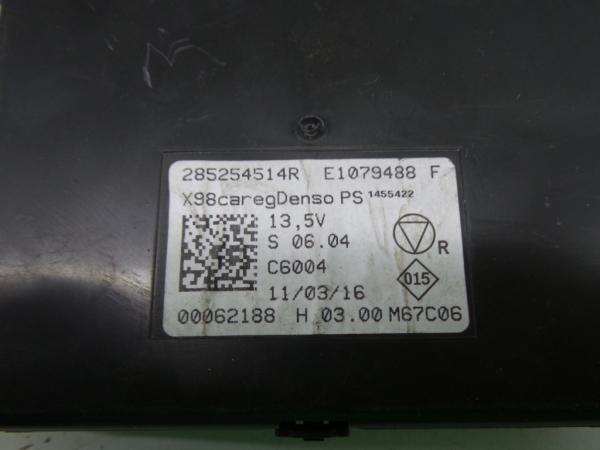 285254514R E1079488 F
X98caregDenso PS 1455422
13,5V
S 06.04
R
C6004
015
11/03/16
00062188 H 03.00 M67C06